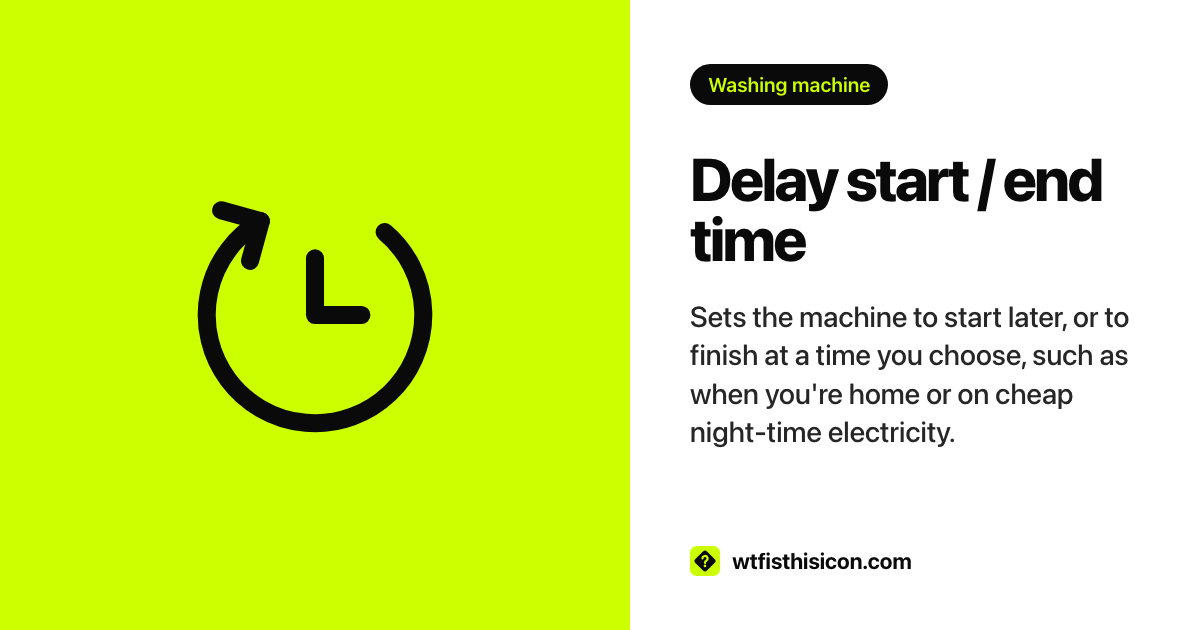 Washing machine
Delay start / end
time
Sets the machine to start later, or to
finish at a time you choose, such as
when you're home or on cheap
night-time electricity.
?
wtfisthisicon.com